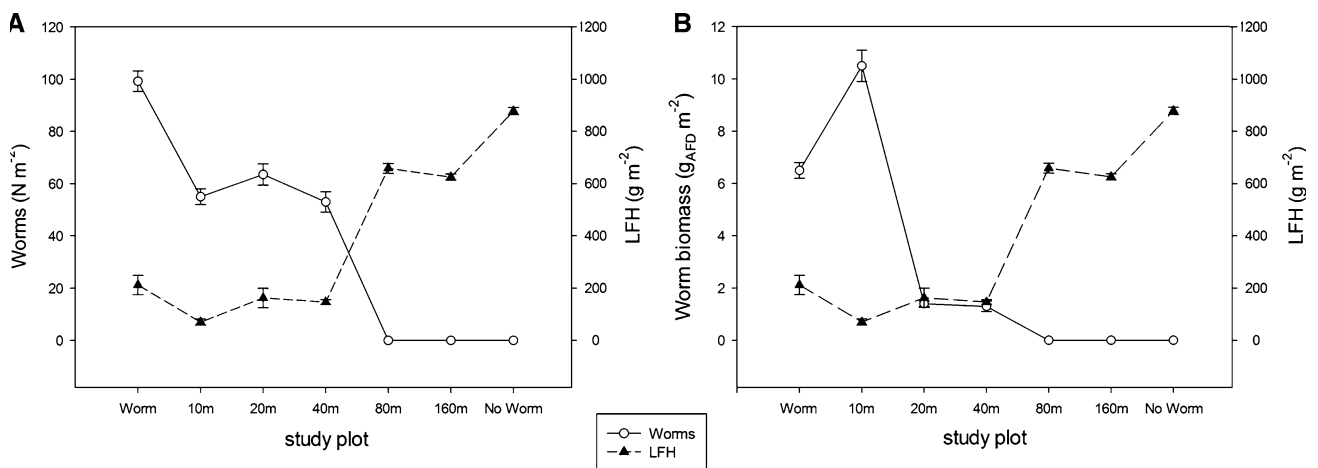 A
120
100
80
60
40
20
0
Worms (N m-2)
1200
1000
800
600
400
200
0
LFH (g m-2)
Worm 10m 20m 40m 80m 160m No Worm
study plot
B
12
10
8
6
4
2
0
Worm biomass (gAFD m-2)
1200
1000
800
600
400
200
0
LFH (g m-2)
Worm 10m 20m 40m 80m 160m No Worm
study plot
Worms
LFH